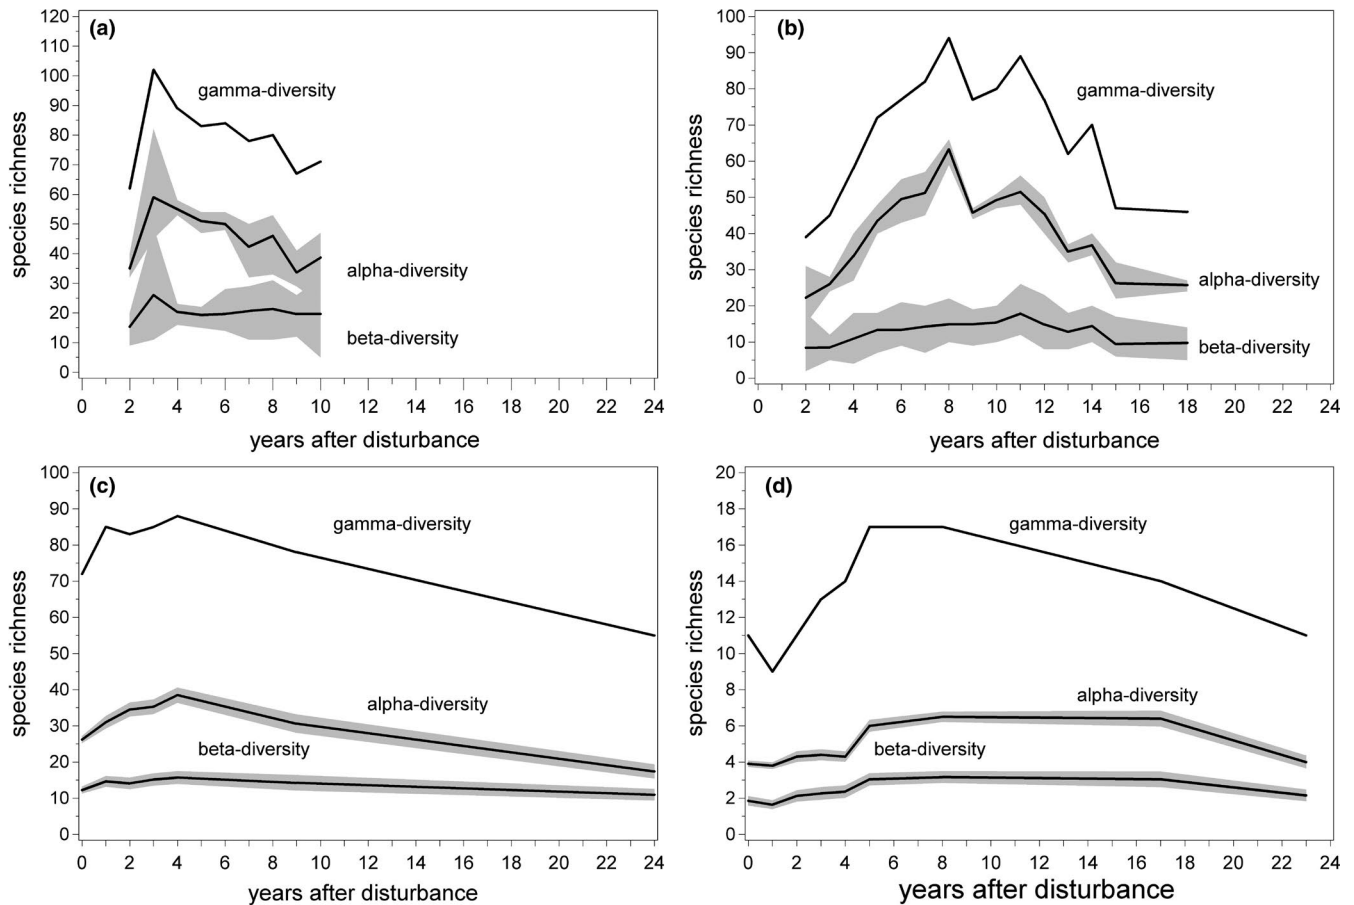 (a)
120
110
100
90
80
70
60
50
40
30
20
10
0
species richness
gamma-diversity
alpha-diversity
beta-diversity
0 2 4 6 8 10 12 14 16 18 20 22 24
years after disturbance
(b)
100
90
80
70
60
50
40
30
20
10
0
species richness
gamma-diversity
alpha-diversity
beta-diversity
0 2 4 6 8 10 12 14 16 18 20 22 24
years after disturbance
(c)
100
90
80
70
60
50
40
30
20
10
0
species richness
gamma-diversity
alpha-diversity
beta-diversity
0 2 4 6 8 10 12 14 16 18 20 22 24
years after disturbance
(d)
20
18
16
14
12
10
8
6
4
2
0
species richness
gamma-diversity
alpha-diversity
beta-diversity
0 2 4 6 8 10 12 14 16 18 20 22 24
years after disturbance